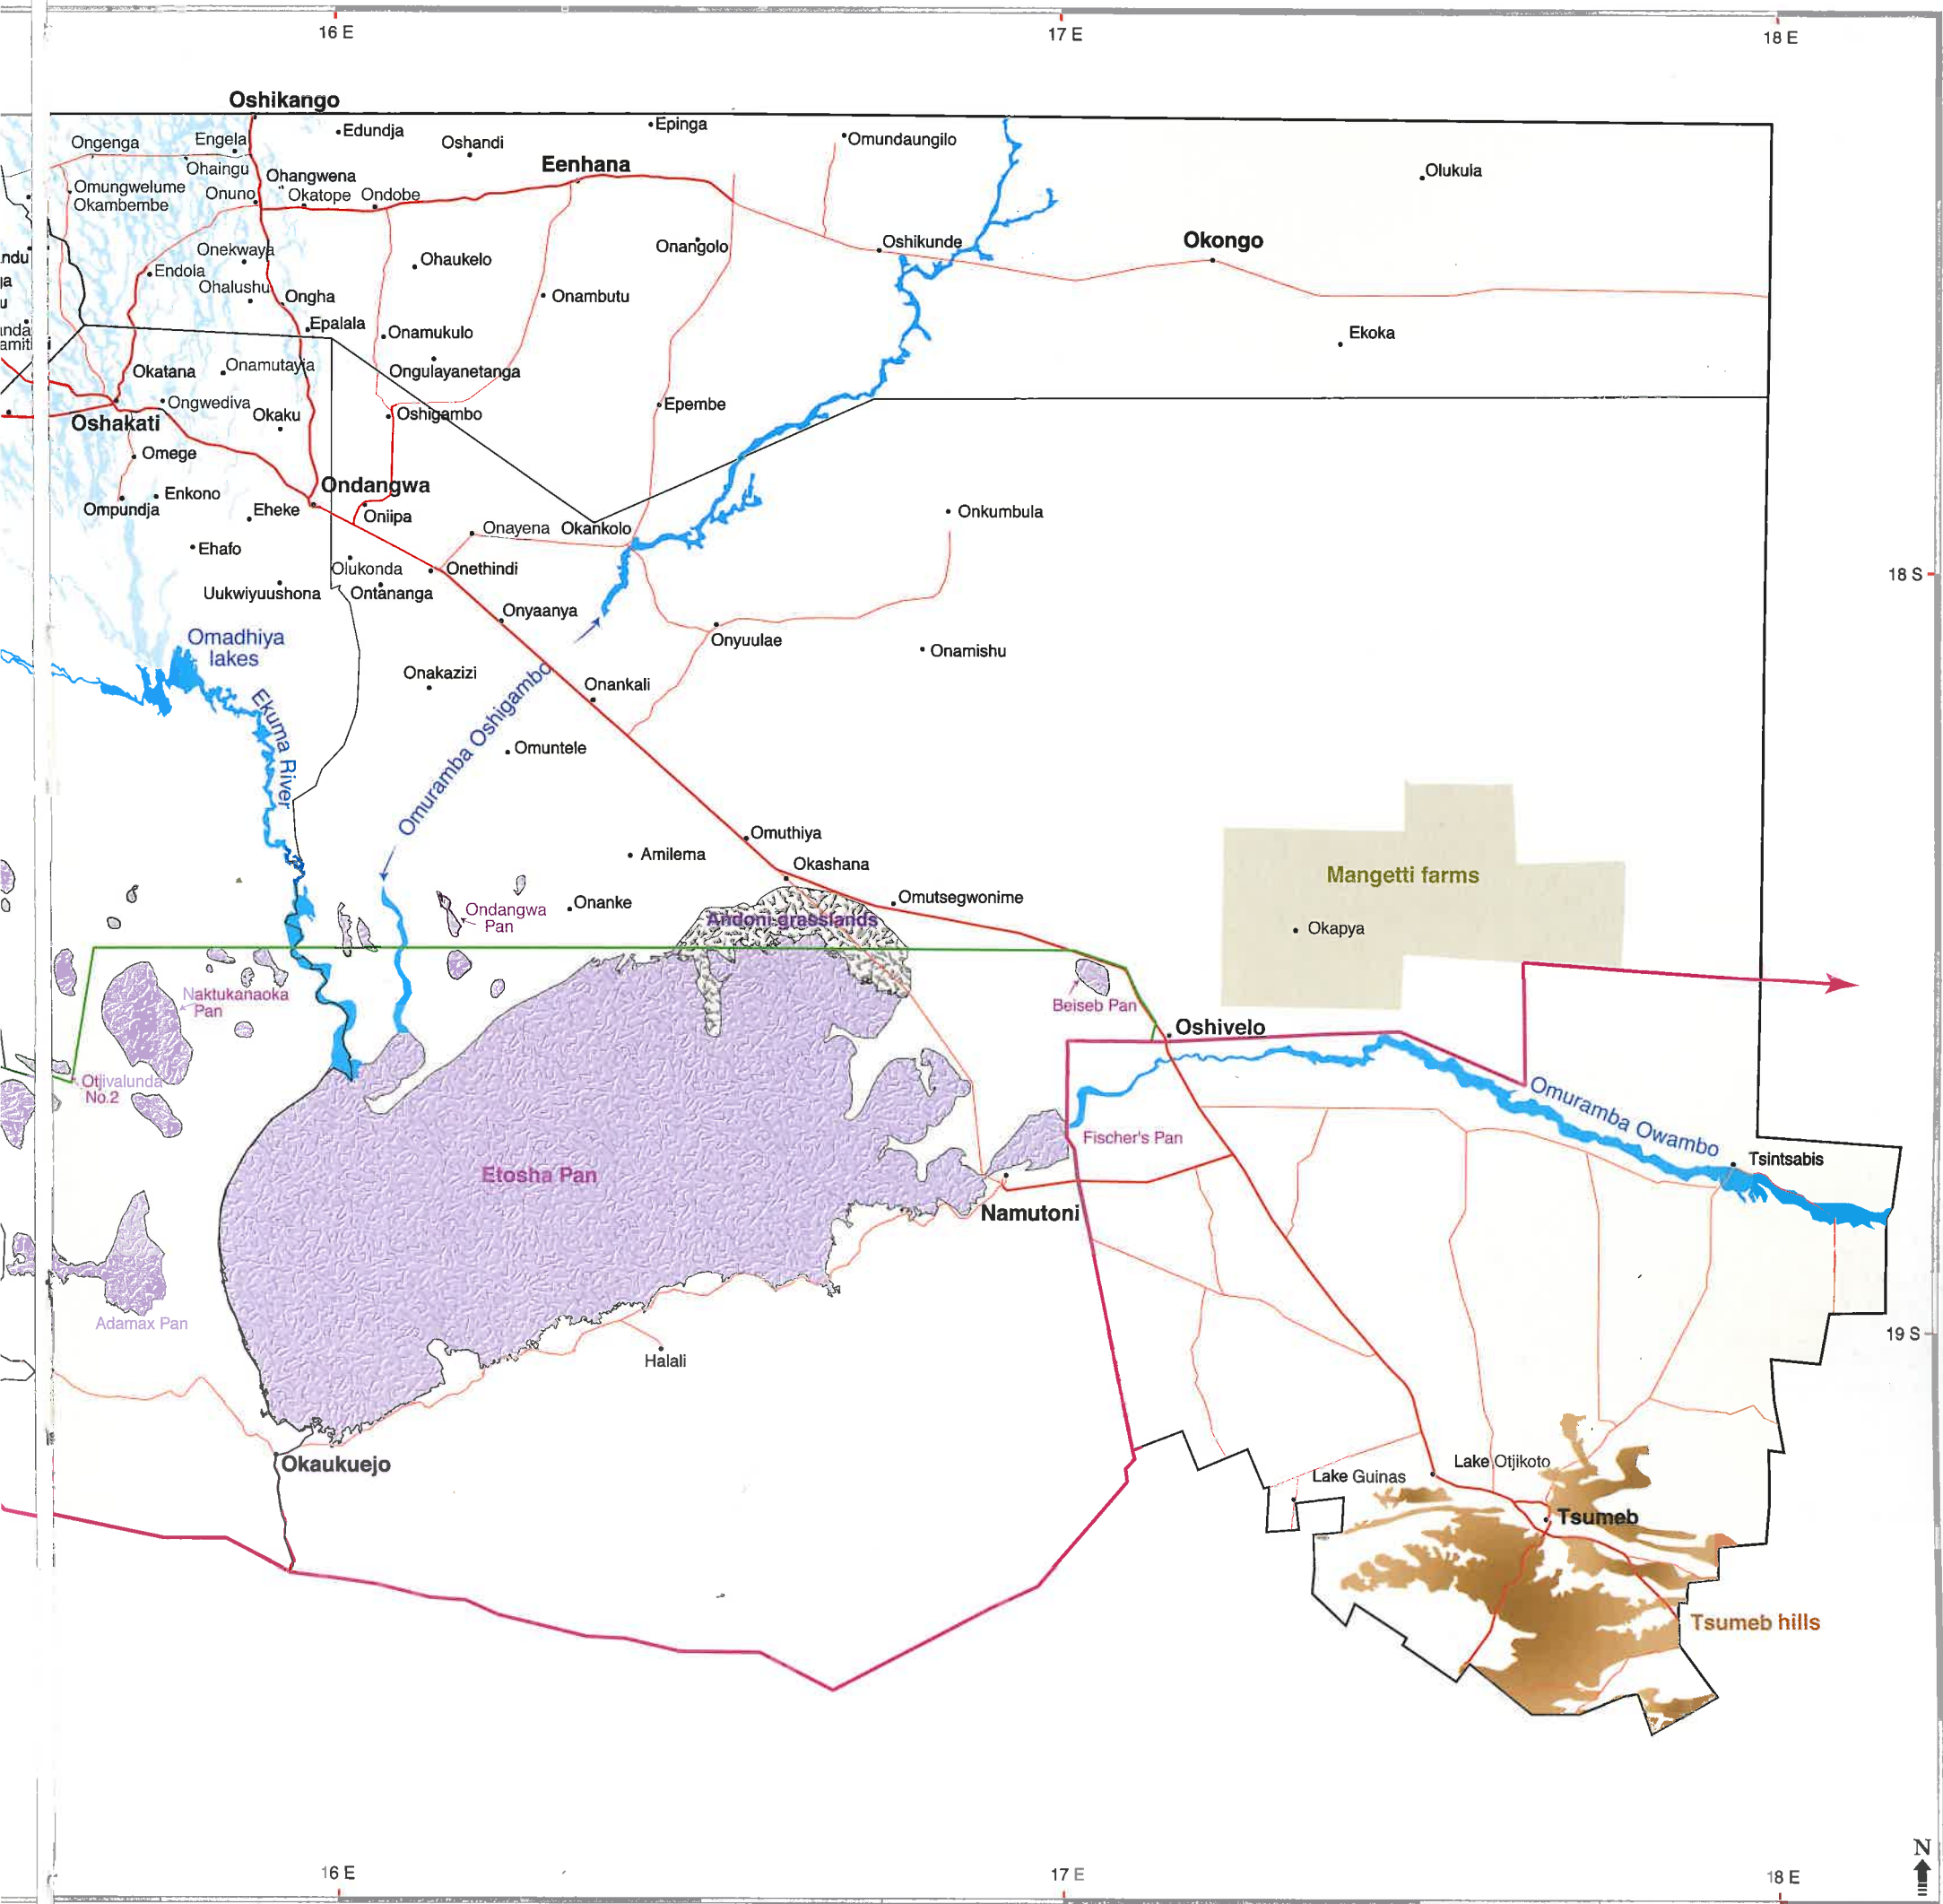 16 E
17 E
18 E
Oshikango
Edundja
Epinga
Ongenga
Engela
Oshandi
Omundaungilo
Ohaingu
Eenhana
Olukula
Ohangwena
Omungwelume
Okambembe
Onuno
Okatope
Ondobe
Onekwaya
Ohaukelo
Onangolo
Oshikunde
Okongo
ndu
Endola
Ohalushu
Ongha
Onambutu
Epalala
Onamukulo
Ekoka
Okatana
Onamutayia
Ongulayanetanga
Ongwediva
Okaku
Oshigambo
Epembe
Oshakati
Omege
Ondangwa
Enkono
Ompundja
Eheke
Oniipa
Onayena
Okankolo
Onkumbula
Ehafo
Olukonda
Onethindi
18 S
Uukwiyuushona
Ontananga
Onyaanya
Omadhiya
lakes
Onyuulae
Onamishu
Onakazizi
Onankali
Ekuma River
Omuramba Oshigambo
Omuntele
Omuthiya
Amilema
Okashana
Mangetti farms
Onanke
Omutsegwonime
Ondangwa
Pan
Andoni grasslands
Okapya
Naktukanaoka
Pan
Beiseb Pan
Oshivelo
Otjivalunda
No.2
Omuramba Owambo
Fischer's Pan
Tsintsabis
Etosha Pan
Namutoni
Adamax Pan
19 S
Halali
Okaukuejo
Lake Guinas
Lake Otjikoto
Tsumeb
Tsumeb hills
N
16 E
17 E
18 E